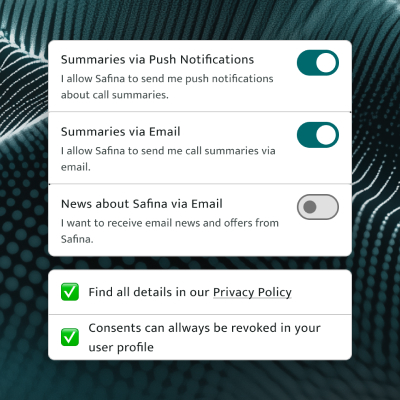 Summaries via Push Notifications
I allow Safina to send me push notifications
about call summaries.
Summaries via Email
I allow Safina to send me call summaries via
email.
News about Safina via Email
I want to receive email news and offers from
Safina.
Find all details in our Privacy Policy
Consents can allways be revoked in your
user profile